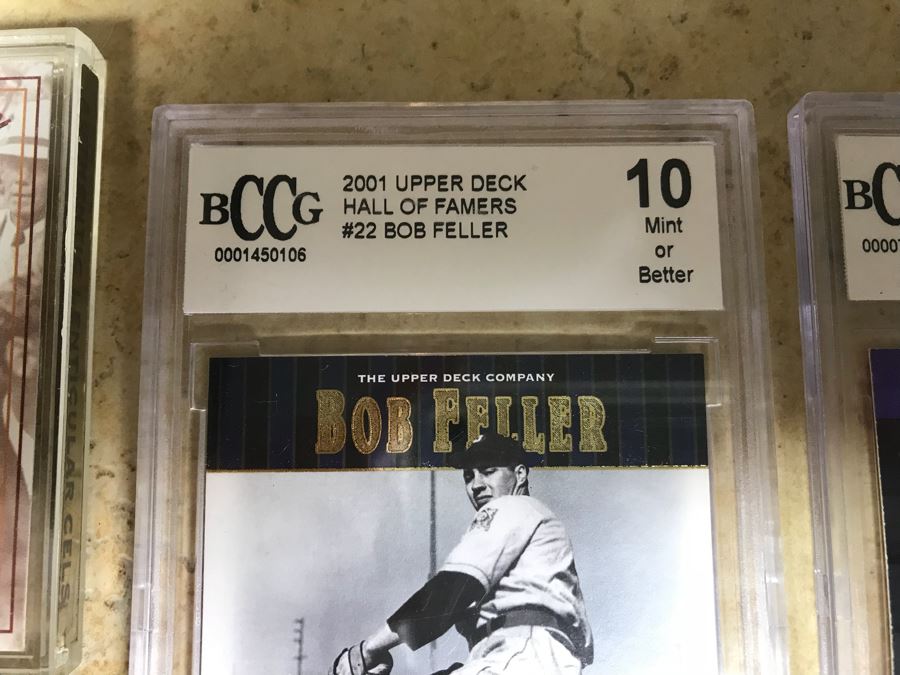 BCCG
0001450106
2001 UPPER DECK
HALL OF FAMERS
#22 BOB FELLER
10
Mint
or
Better
THE UPPER DECK COMPANY
BOB FELLER